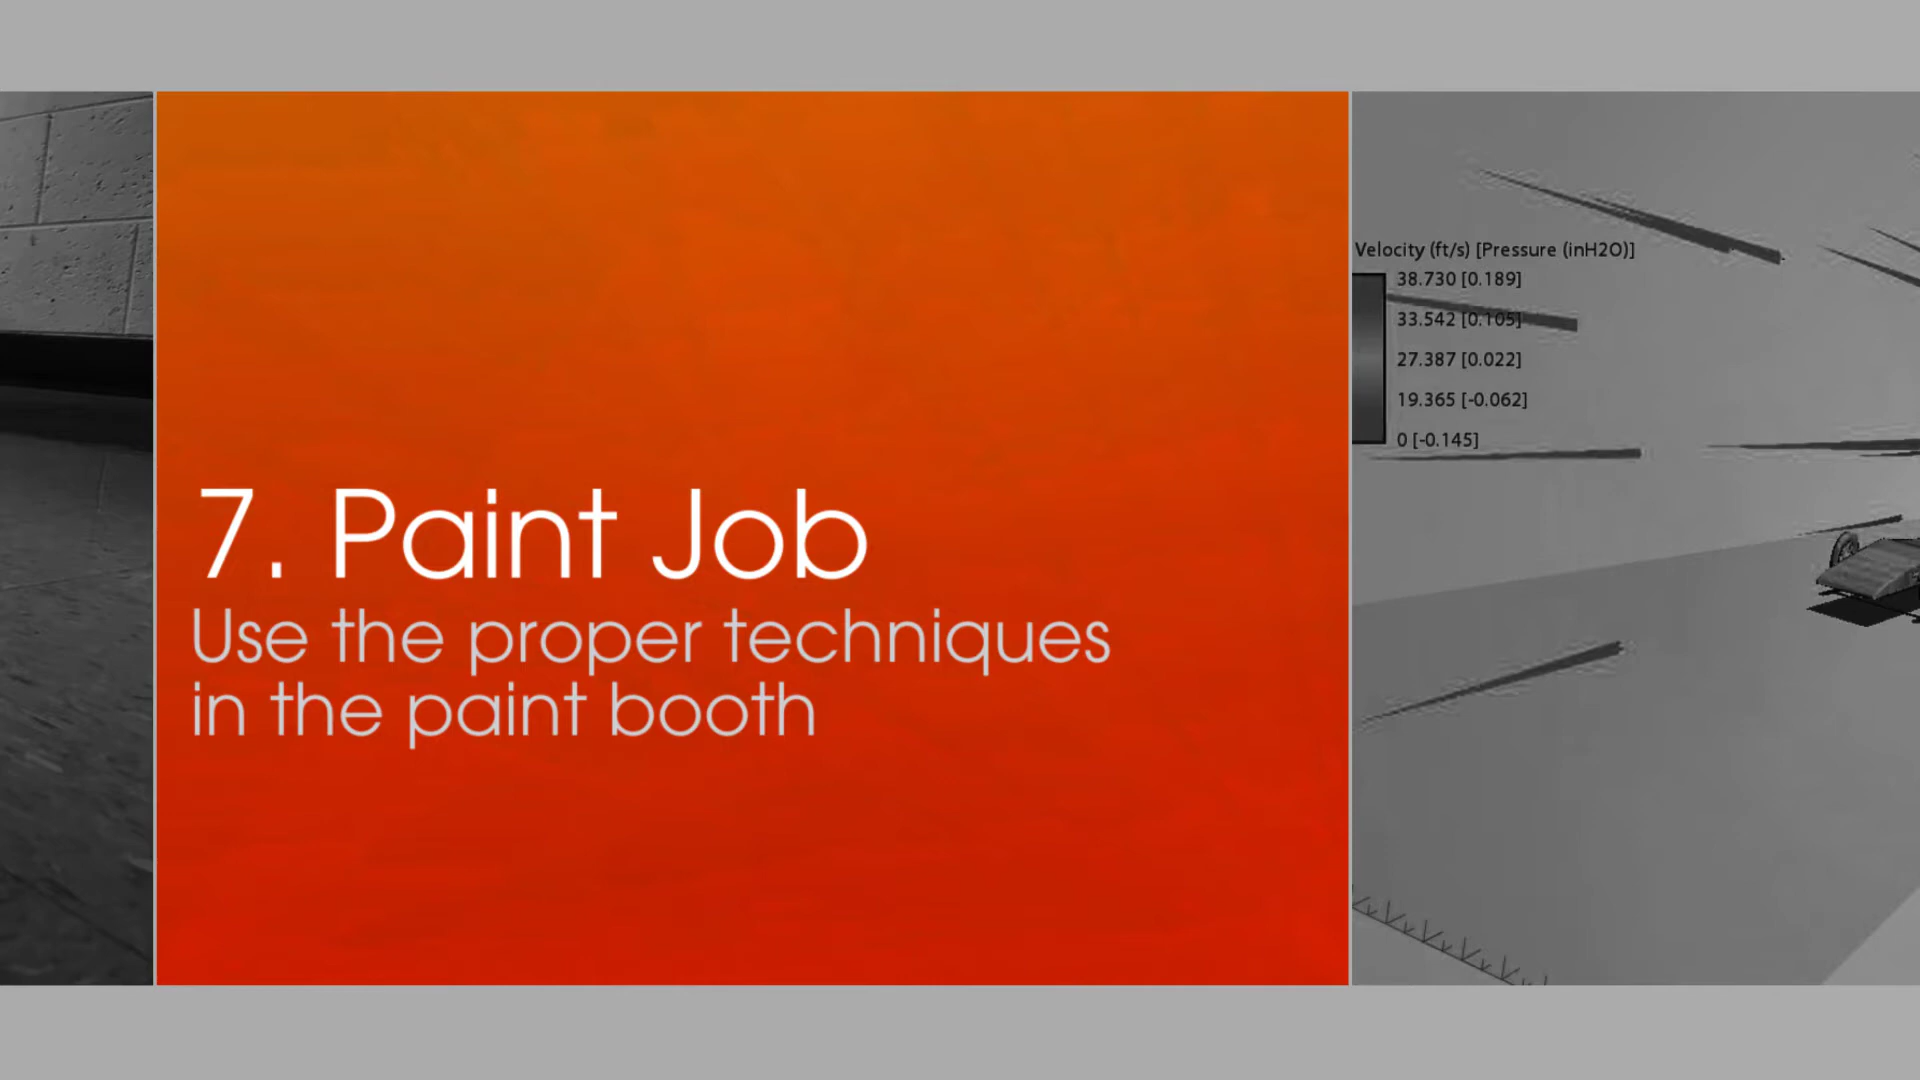 7. Paint Job
Use the proper techniques
in the paint booth
Velocity (ft/s) [Pressure (inH2O)]
38.730 [0.189]
33.542 [0.105]
27.387 [0.022]
19.365 [-0.062]
0 [-0.145]